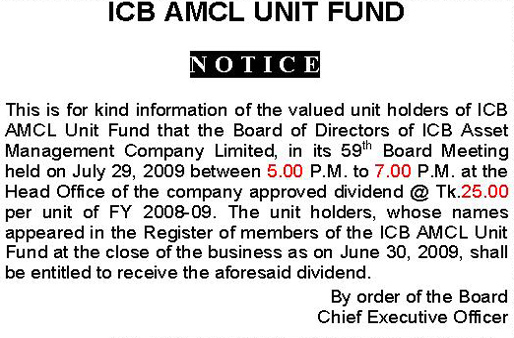 ICB AMCL UNIT FUND
NOTICE
This is for kind information of the valued unit holders of ICB
AMCL Unit Fund that the Board of Directors of ICB Asset
Management Company Limited, in its 59th Board Meeting
held on July 29, 2009 between 5.00 P.M. to 7.00 P.M. at the
Head Office of the company approved dividend @ Tk.25.00
per unit of FY 2008-09. The unit holders, whose names
appeared in the Register of members of the ICB AMCL Unit
Fund at the close of the business as on June 30, 2009, shall
be entitled to receive the aforesaid dividend.
By order of the Board
Chief Executive Officer